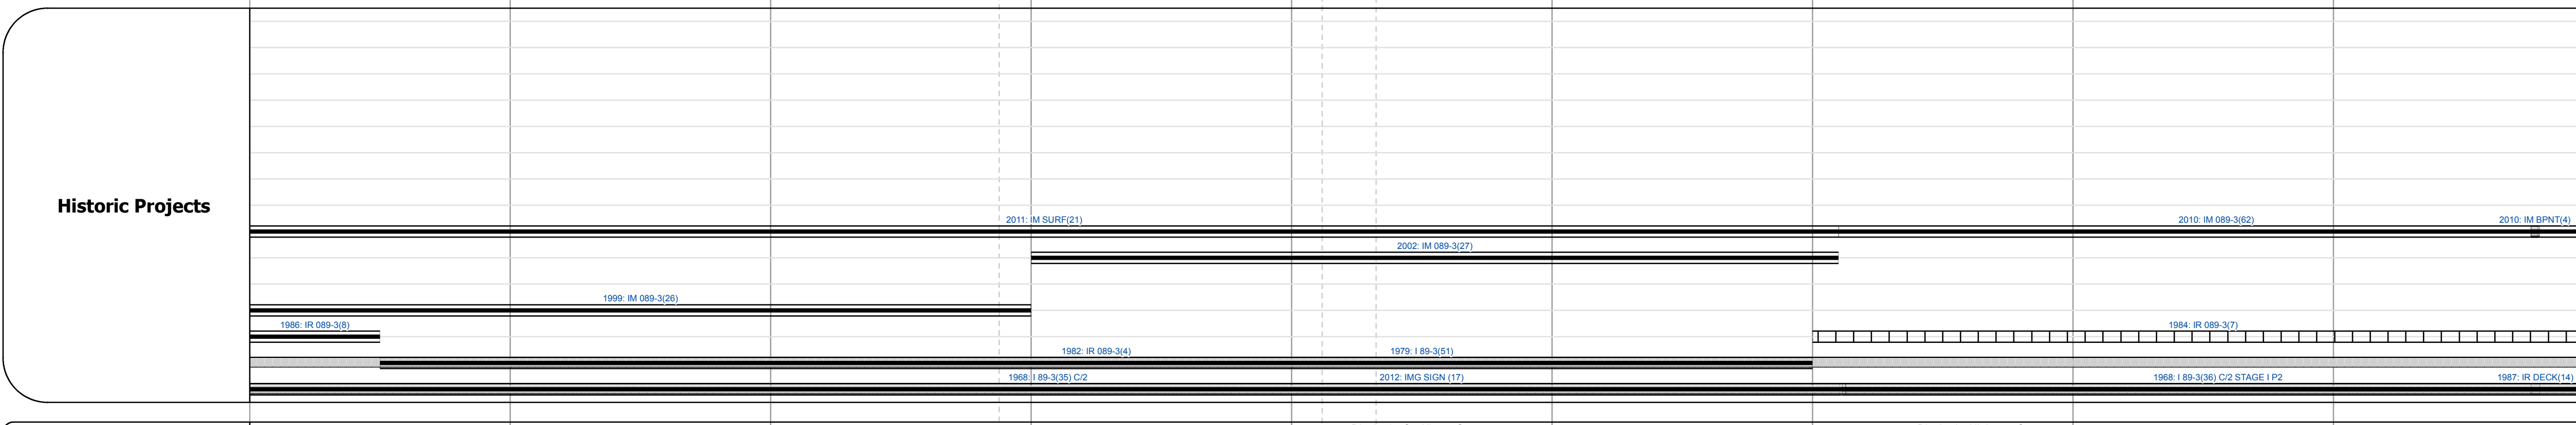 Historic Projects
2011: IM SURF(21)
2010: IM 089-3(62)
2010: IM BPNT(4)
2002: IM 089-3(27)
1999: IM 089-3(26)
1986: IR 089-3(8)
1984: IR 089-3(7)
1982: IR 089-3(4)
1979: I 89-3(51)
1968: I 89-3(35) C/2
2012: IMG SIGN (17)
1968: I 89-3(36) C/2 STAGE I P2
1987: IR DECK(14)